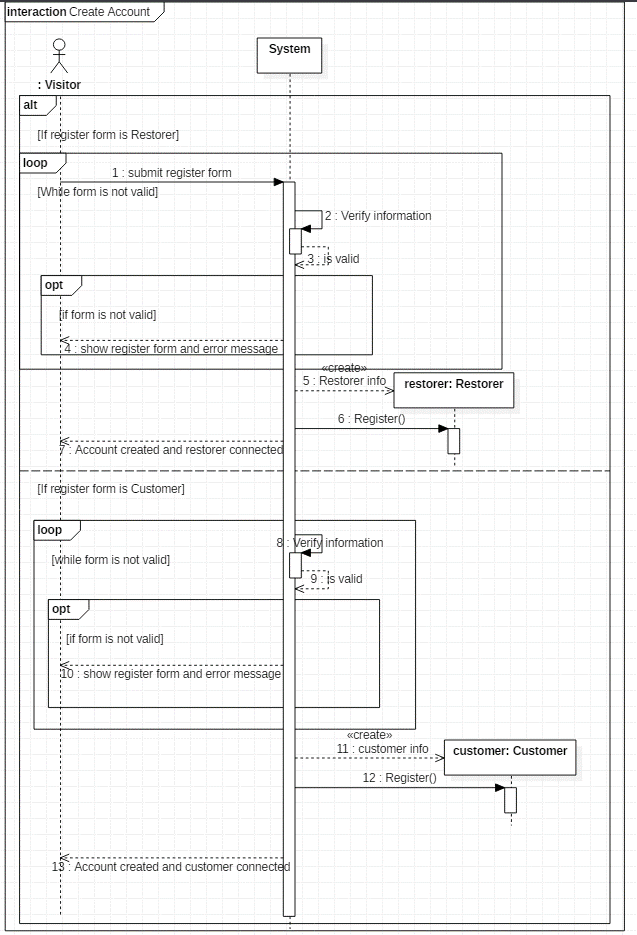 interaction Create Account
System
: Visitor
alt
[If register form is Restorer]
loop
1 : submit register form
[While form is not valid]
2 : Verify information
3 : is valid
opt
[if form is not valid]
4 : show register form and error message
«create»
5 : Restorer info
restorer: Restorer
6 : Register()
7 : Account created and restorer connected
[If register form is Customer]
loop
8 : Verify information
[while form is not valid]
9 : is valid
opt
[if form is not valid]
10 : show register form and error message
«create»
11 : customer info
customer: Customer
12 : Register()
13 : Account created and customer connected